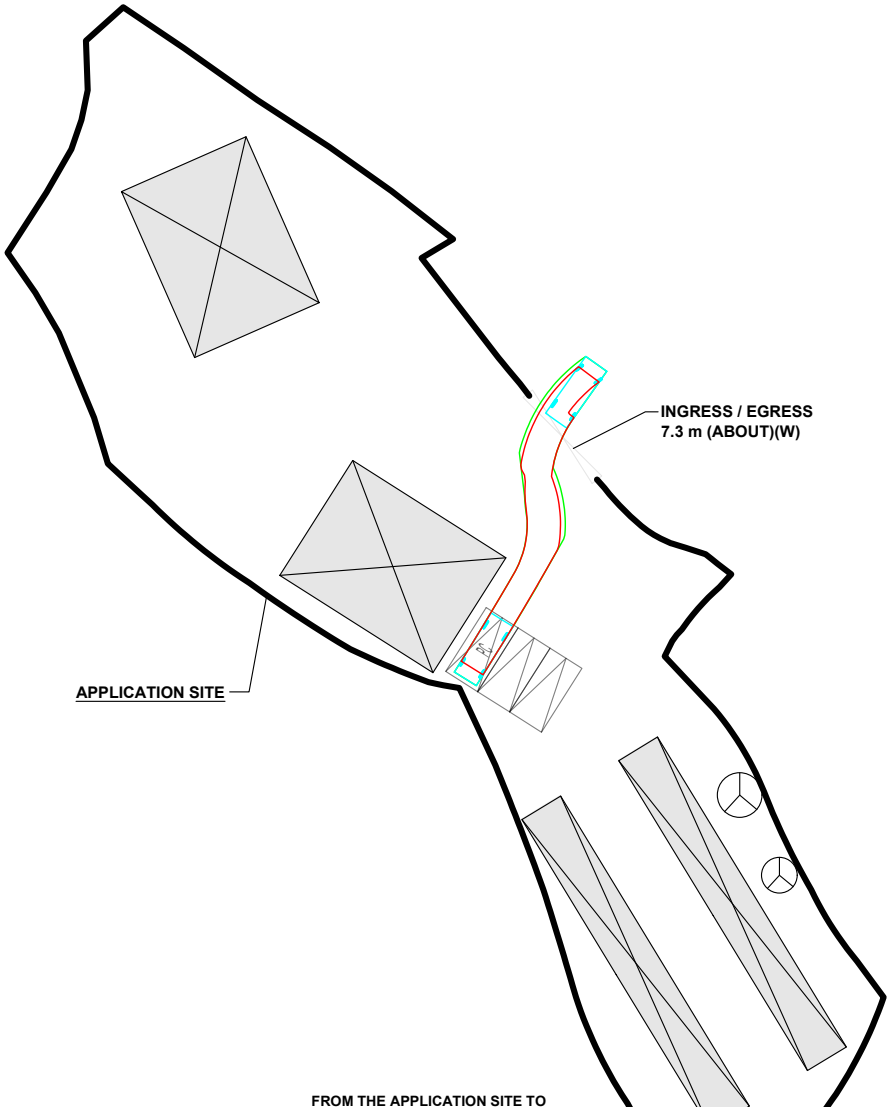 INGRESS / EGRESS
7.3 m (ABOUT)(W)
APPLICATION SITE
FROM THE APPLICATION SITE TO